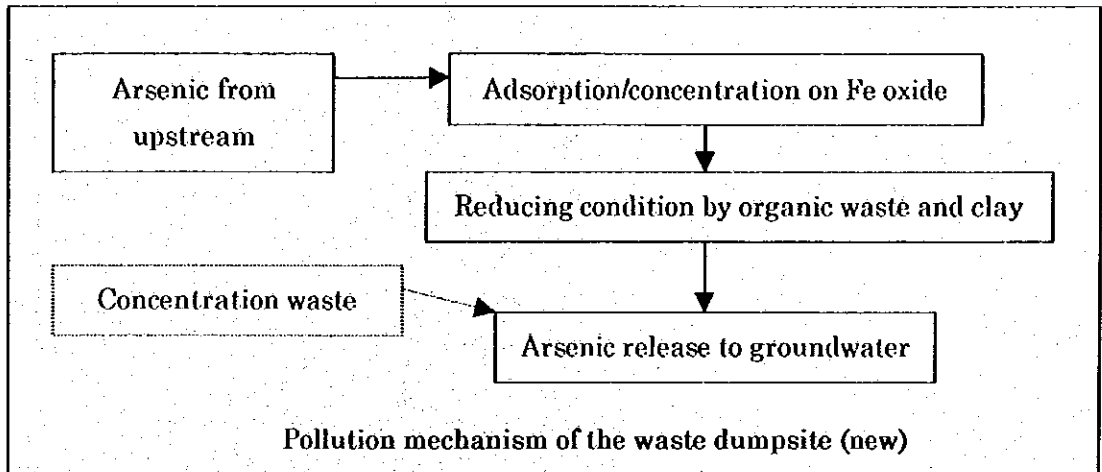 Arsenic from
upstream
Adsorption/concentration on Fe oxide
Reducing condition by organic waste and clay
Concentration waste
Arsenic release to groundwater
Pollution mechanism of the waste dumpsite (new)